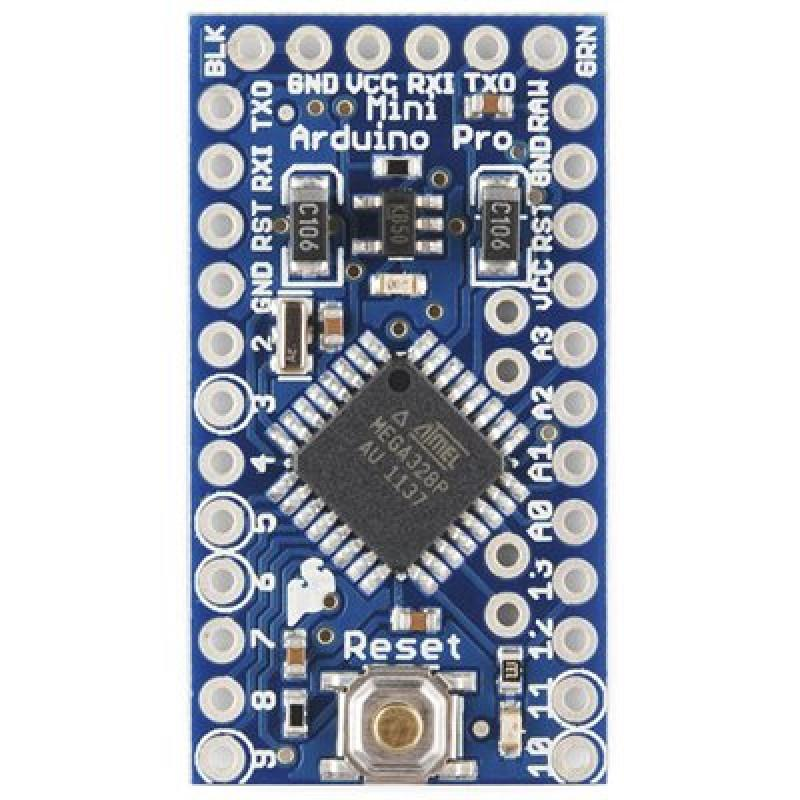 BLK
GRN
GND VCC RXI TXO
Mini
Arduino Pro
TXO
RXI
RST
GND
2
3
4
5
6
7
8
9
RAW
GND
RST
VCC
A3
A2
A1
A0
13
12
11
10
C106
KB50
C106
ATMEL
MEGA328P
AU 1137
Reset